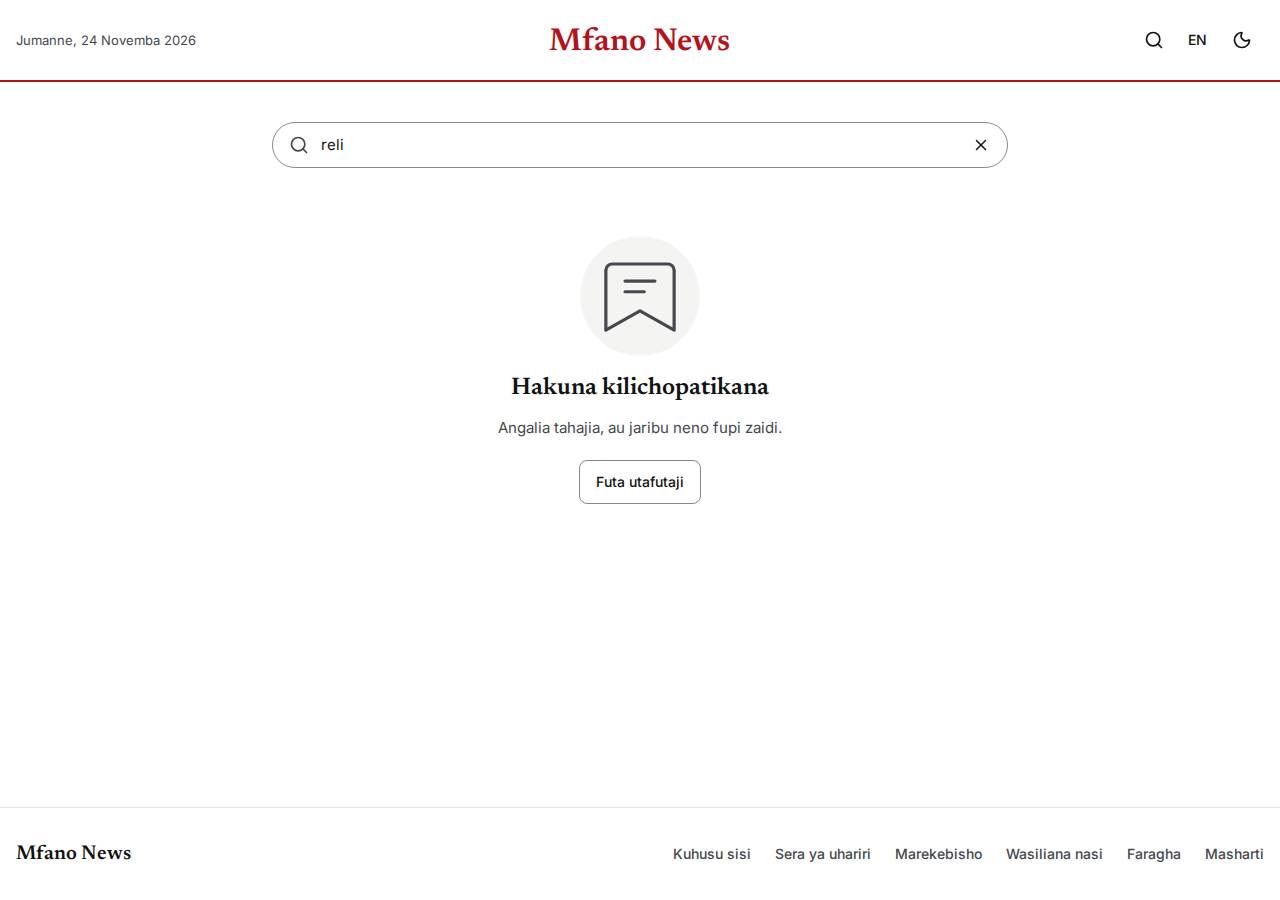 Jumanne, 24 Novemba 2026
Mfano News
EN
reli
Hakuna kilichopatikana
Angalia tahajia, au jaribu neno fupi zaidi.
Futa utafutaji
Mfano News
Kuhusu sisi
Sera ya uhariri
Marekebisho
Wasiliana nasi
Faragha
Masharti